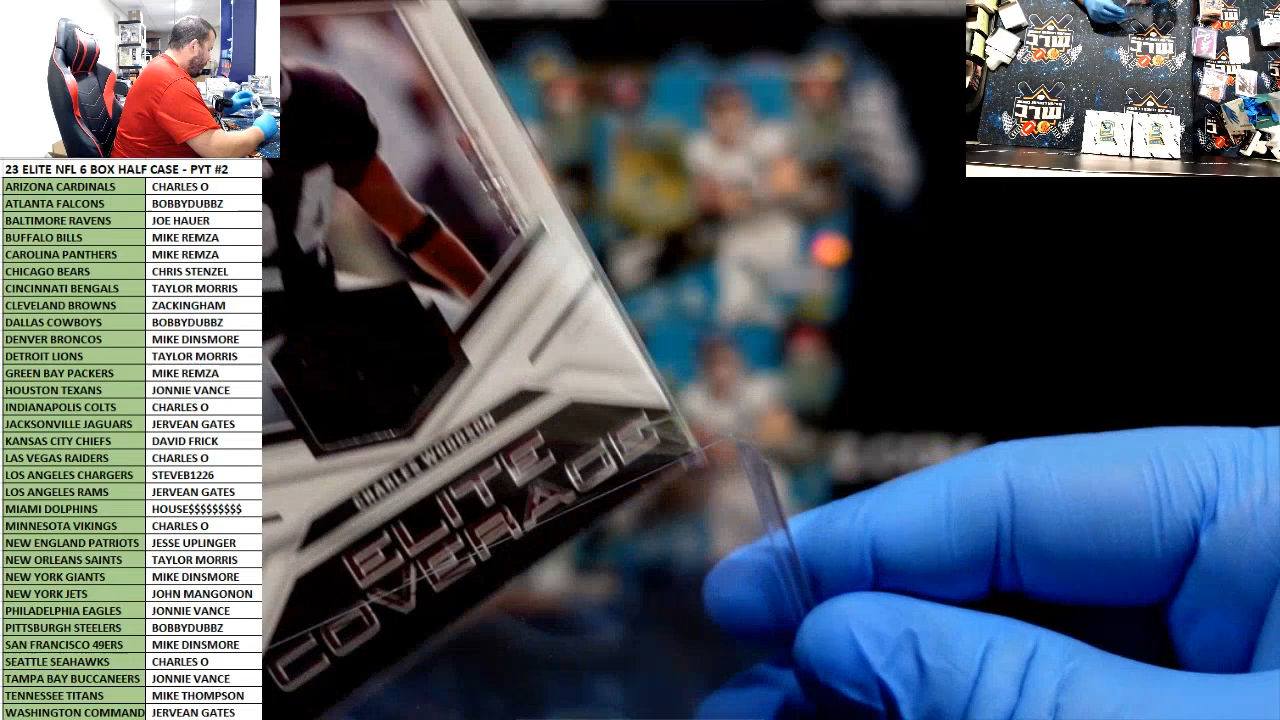 23 ELITE NFL 6 BOX HALF CASE - PYT #2
ARIZONA CARDINALS CHARLES O
ATLANTA FALCONS BOBBYDUBBZ
BALTIMORE RAVENS JOE HAUER
BUFFALO BILLS MIKE REMZA
CAROLINA PANTHERS MIKE REMZA
CHICAGO BEARS CHRIS STENZEL
CINCINNATI BENGALS TAYLOR MORRIS
CLEVELAND BROWNS ZACKINGHAM
DALLAS COWBOYS BOBBYDUBBZ
DENVER BRONCOS MIKE DINSMORE
DETROIT LIONS TAYLOR MORRIS
GREEN BAY PACKERS MIKE REMZA
HOUSTON TEXANS JONNIE VANCE
INDIANAPOLIS COLTS CHARLES O
JACKSONVILLE JAGUARS JERVEAN GATES
KANSAS CITY CHIEFS DAVID FRICK
LAS VEGAS RAIDERS CHARLES O
LOS ANGELES CHARGERS STEVEB1226
LOS ANGELES RAMS JERVEAN GATES
MIAMI DOLPHINS HOUSE$$$$$$$$$
MINNESOTA VIKINGS CHARLES O
NEW ENGLAND PATRIOTS JESSE UPLINGER
NEW ORLEANS SAINTS TAYLOR MORRIS
NEW YORK GIANTS MIKE DINSMORE
NEW YORK JETS JOHN MANGONON
PHILADELPHIA EAGLES JONNIE VANCE
PITTSBURGH STEELERS BOBBYDUBBZ
SAN FRANCISCO 49ERS MIKE DINSMORE
SEATTLE SEAHAWKS CHARLES O
TAMPA BAY BUCCANEERS JONNIE VANCE
TENNESSEE TITANS MIKE THOMPSON
WASHINGTON COMMAND JERVEAN GATES
CHARLES WOODSON
ELITE
COVERAGE